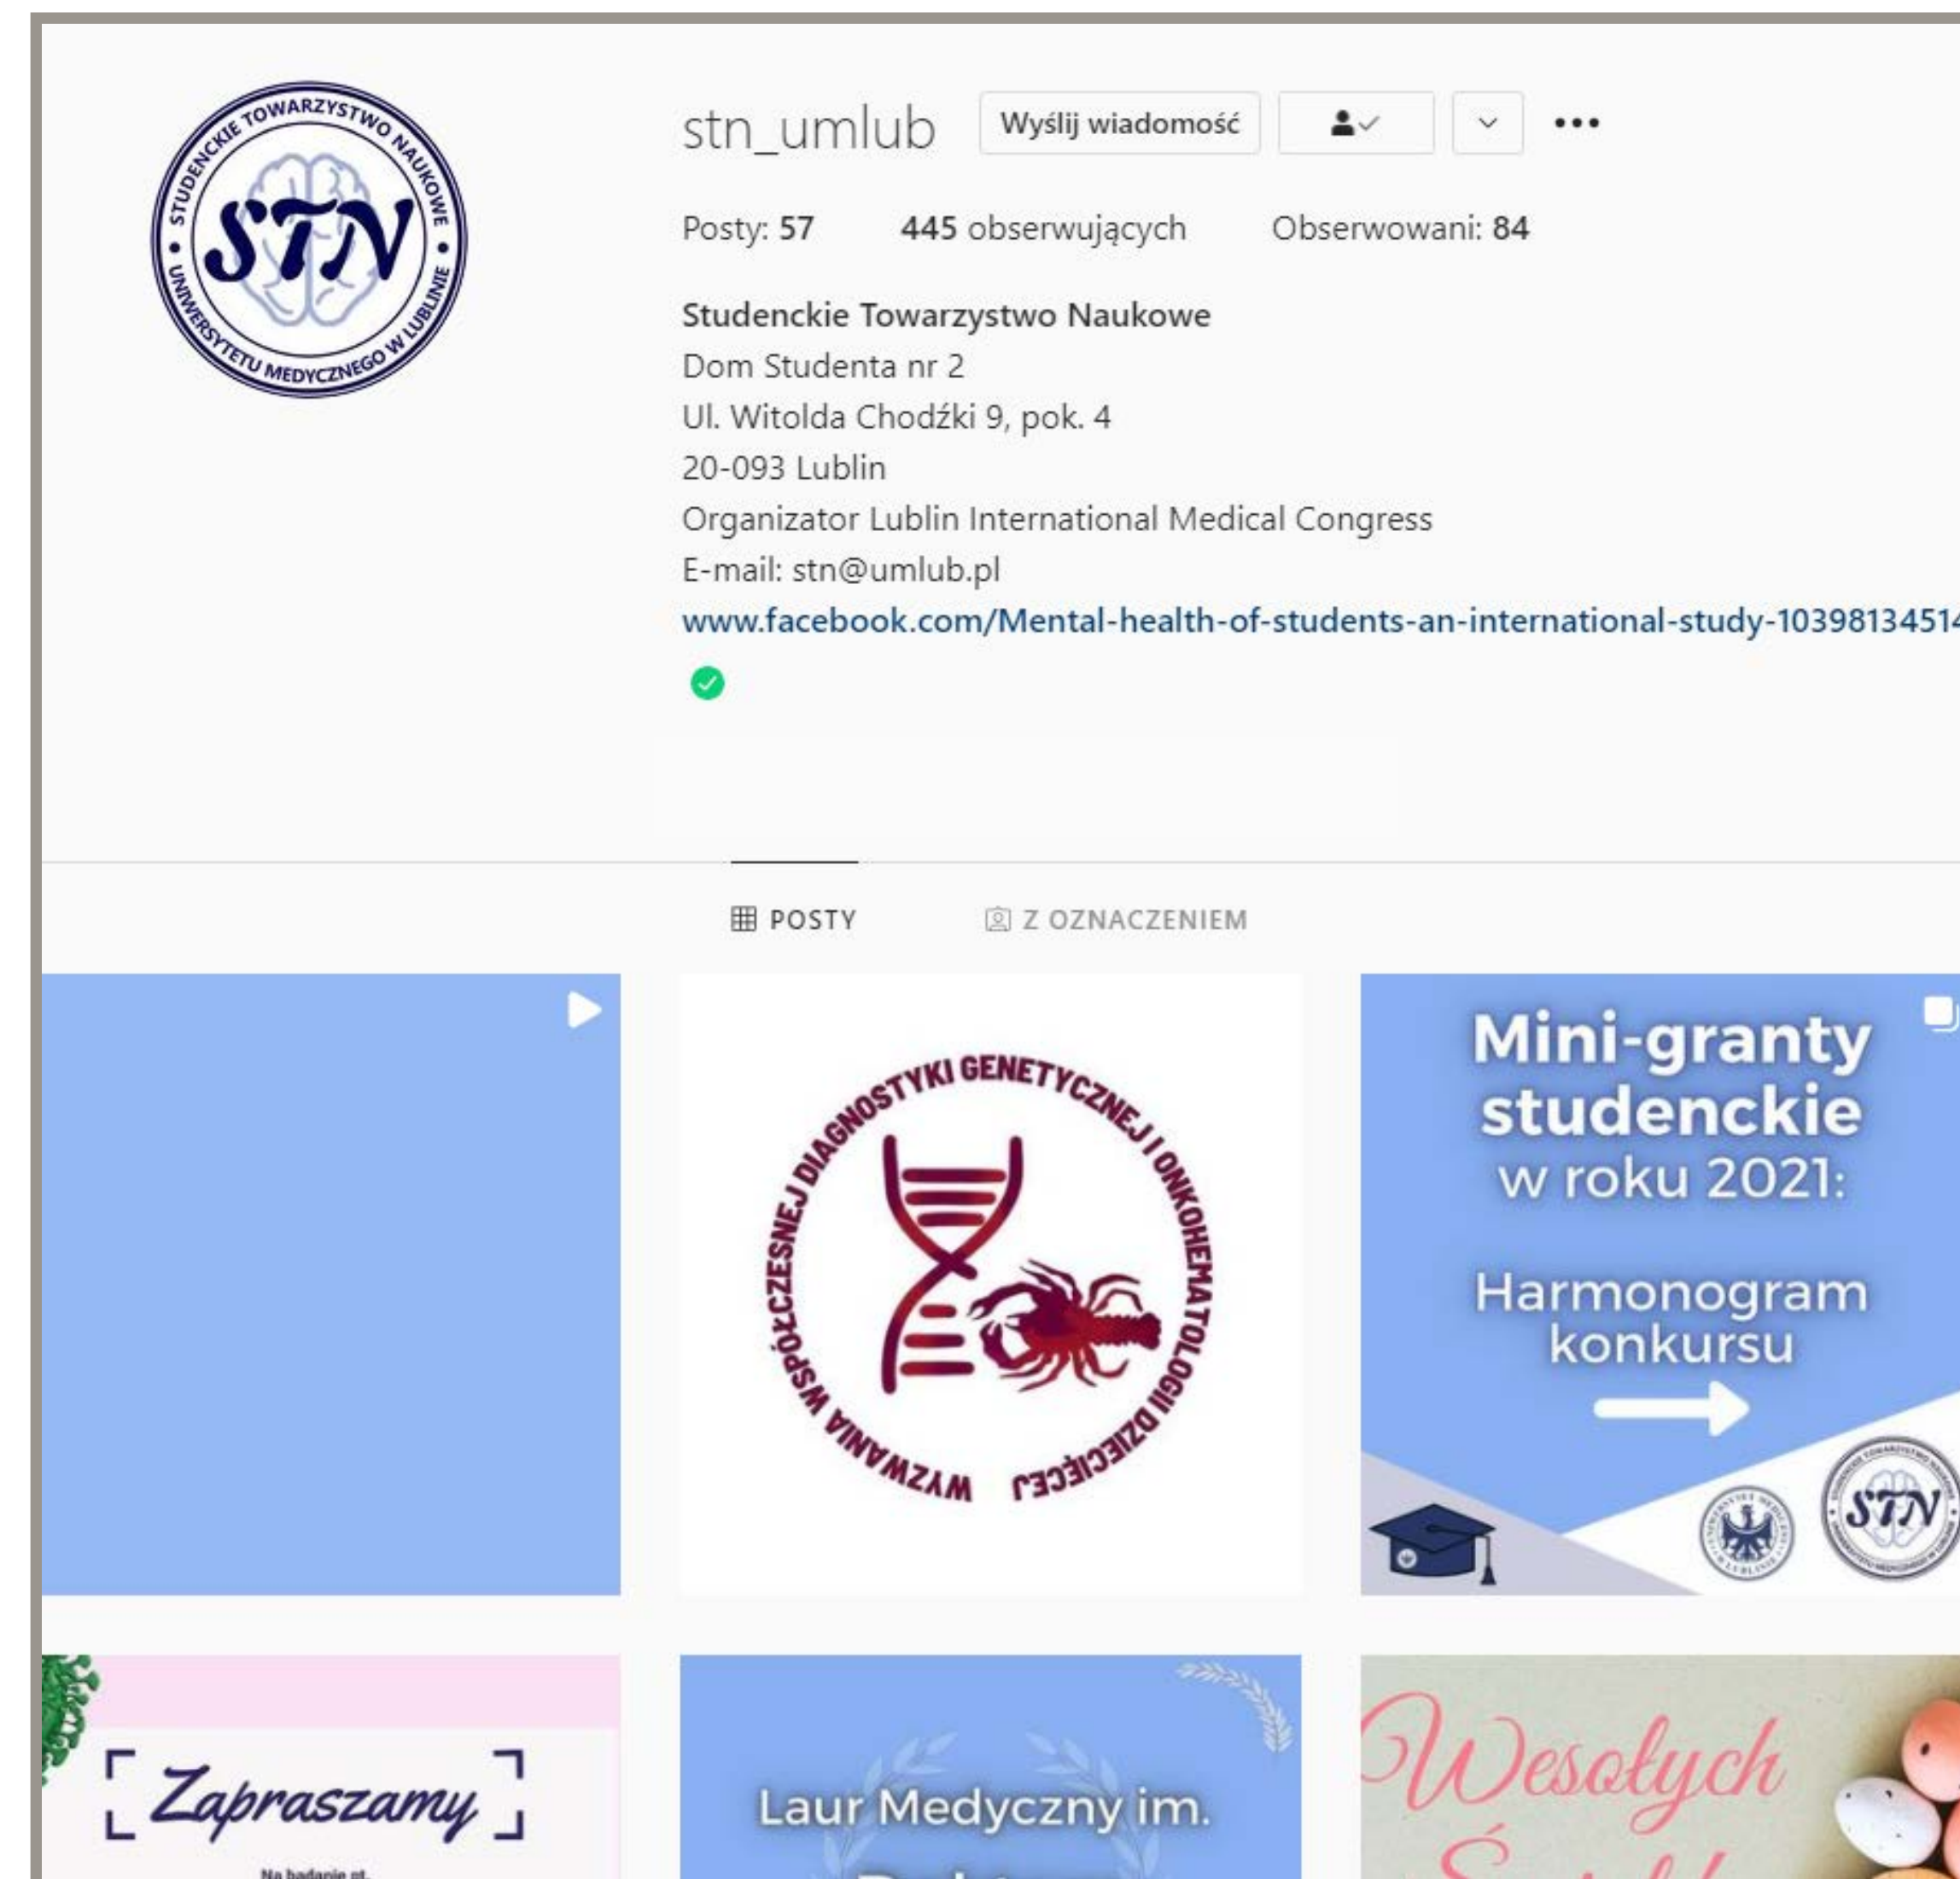 STUDENCKIE TOWARZYSTWO NAUKOWE
UNIWERSYTETU MEDYCZNEGO W LUBLINIE
STN
stn_umlub
Wyślij wiadomość
Posty: 57 445 obserwujących Obserwowani: 84
Studenckie Towarzystwo Naukowe
Dom Studenta nr 2
Ul. Witolda Chodźki 9, pok. 4
20-093 Lublin
Organizator Lublin International Medical Congress
E-mail: stn@umlub.pl
www.facebook.com/Mental-health-of-students-an-international-study-1039813451
POSTY Z OZNACZENIEM
WYZWANIA WSPÓŁCZESNEJ DIAGNOSTYKI GENETYCZNEJ I ONKOHEMATOLOGII DZIECIĘCEJ
Mini-granty
studenckie
w roku 2021:
Harmonogram
konkursu
STN
Zapraszamy
Na badanie pt.
Laur Medyczny im.
Wesołych